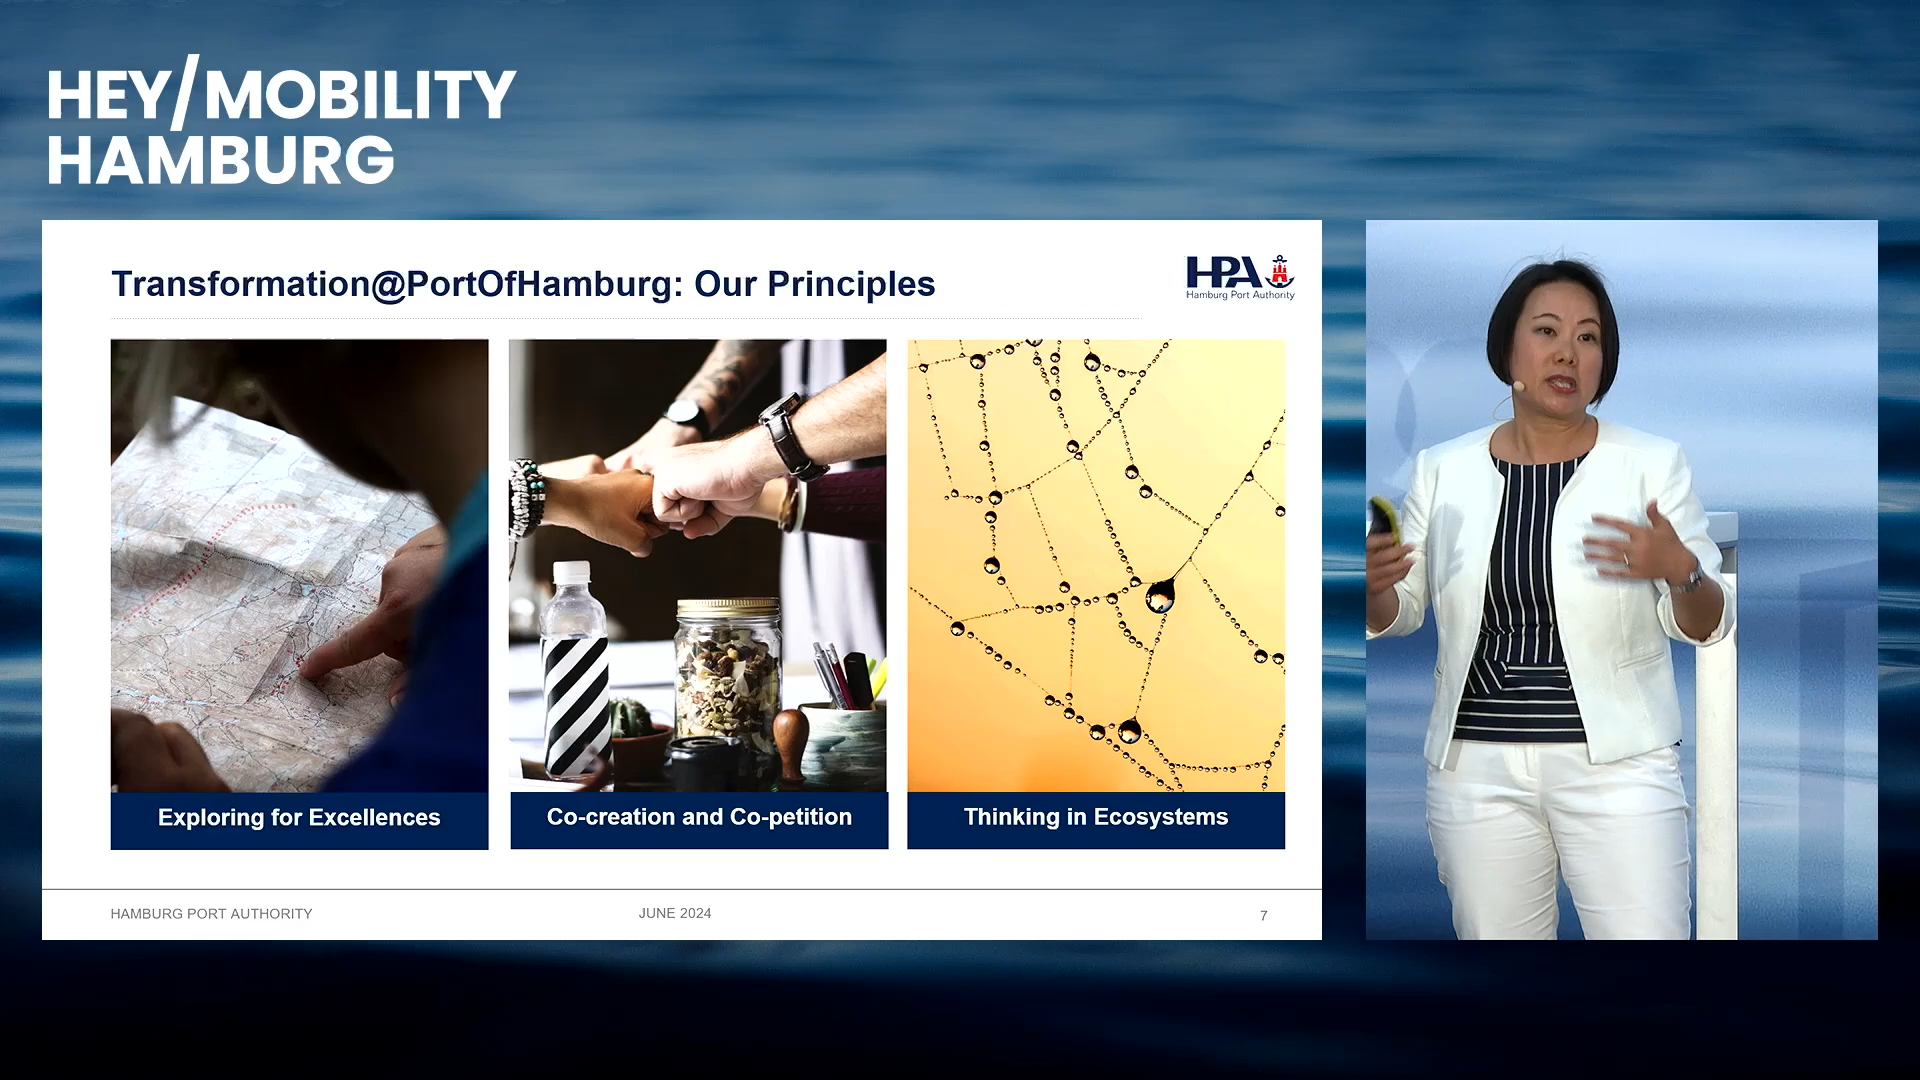 HEY/MOBILITY
HAMBURG
Transformation@PortOfHamburg: Our Principles
HPA
Hamburg Port Authority
Exploring for Excellences
Co-creation and Co-petition
Thinking in Ecosystems
HAMBURG PORT AUTHORITY
JUNE 2024
7